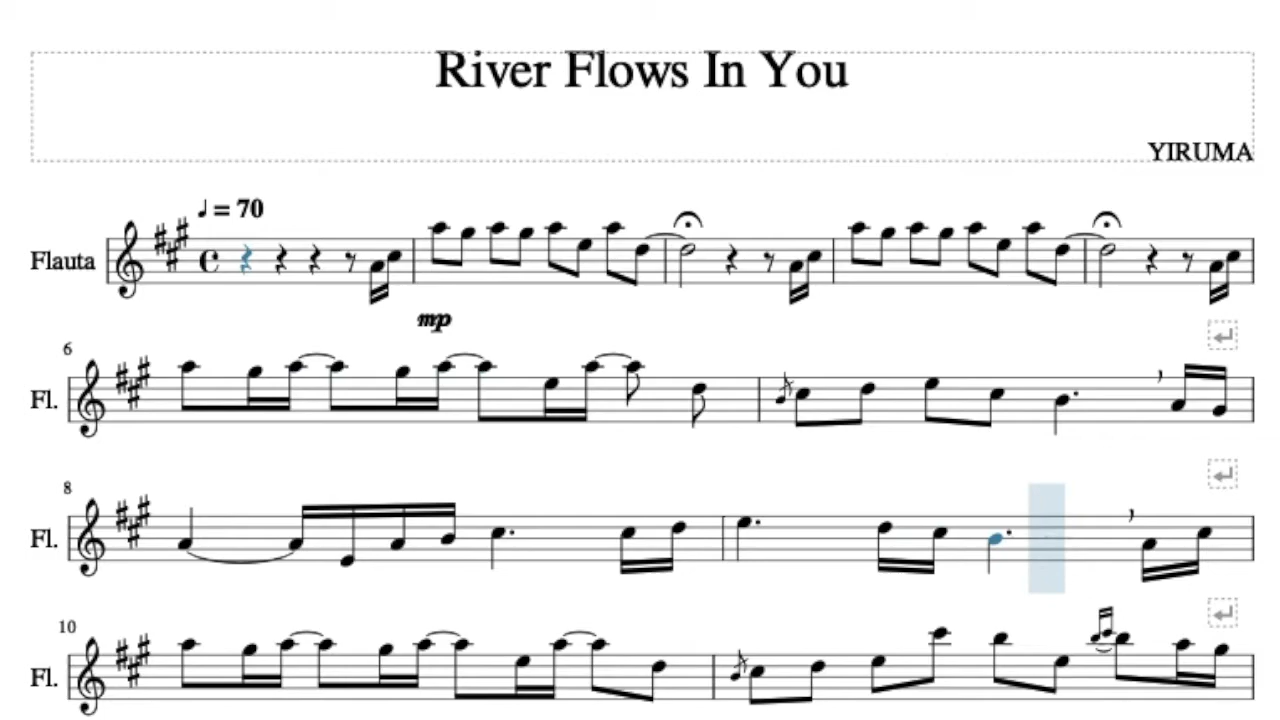 River Flows In You
YIRUMA
♩ = 70
Flauta
mp
6
Fl.
8
Fl.
10
Fl.